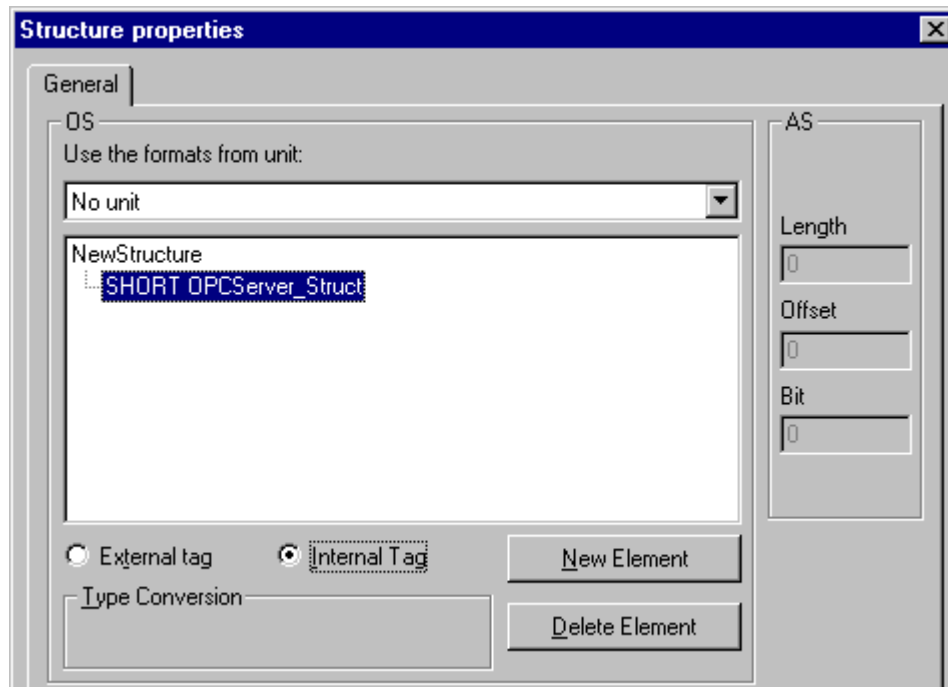 Structure properties
General
OS
Use the formats from unit:
No unit
NewStructure
SHORT OPCServer_Struct
External tag
Internal Tag
New Element
Type Conversion
Delete Element
AS
Length
0
Offset
0
Bit
0